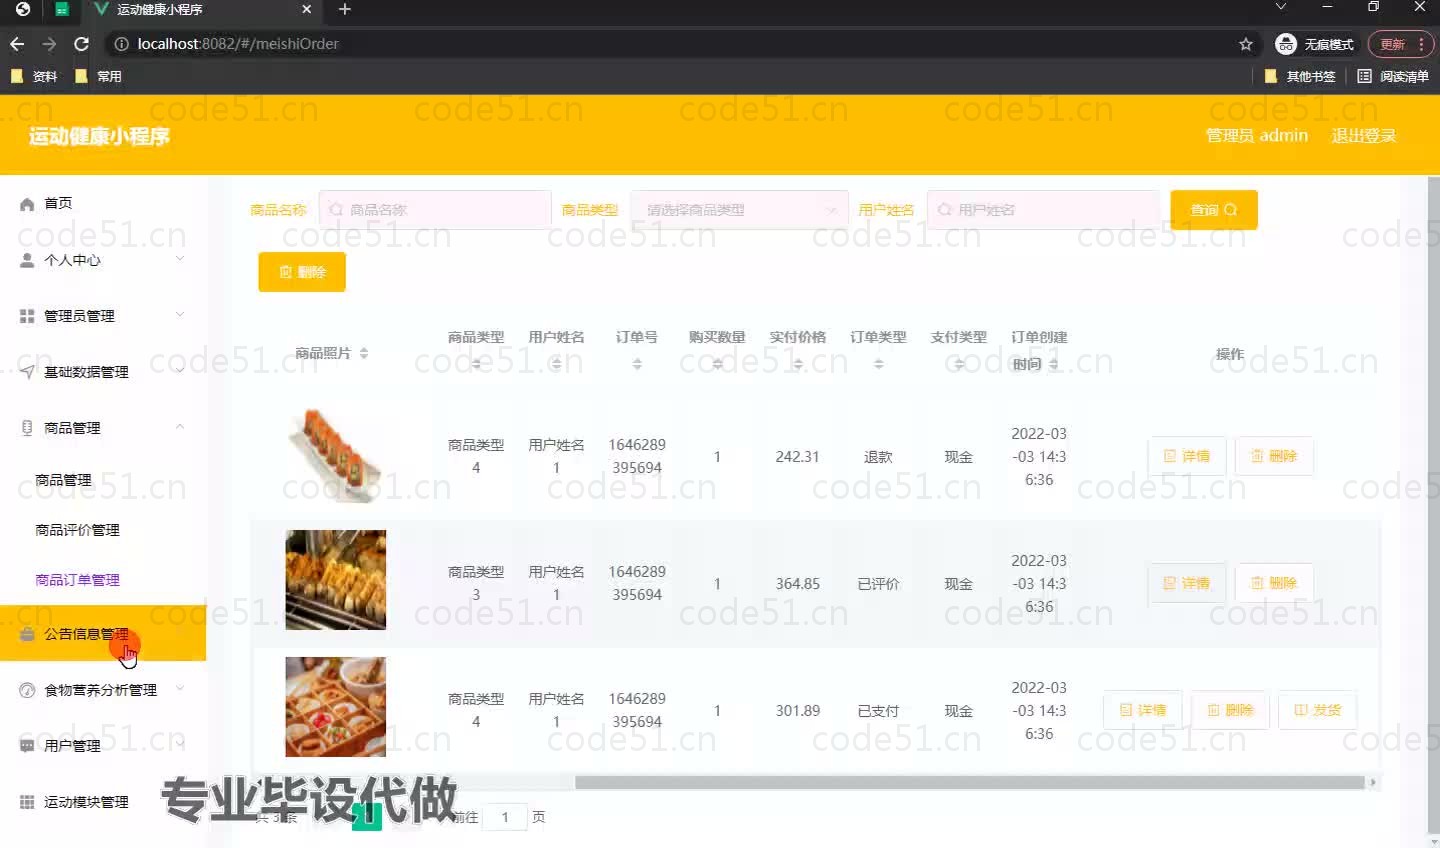 运动健康小程序
localhost:8082/#/meishiOrder
无痕模式
更新
资料
常用
其他书签
阅读清单
运动健康小程序
管理员 admin
退出登录
首页
个人中心
管理员管理
基础数据管理
商品管理
商品管理
商品评价管理
商品订单管理
公告信息管理
食物营养分析管理
用户管理
运动模块管理
商品名称
商品名称
商品类型
请选择商品类型
用户姓名
用户姓名
查询
删除
商品照片 商品类型 用户姓名 订单号 购买数量 实付价格 订单类型 支付类型 订单创建时间 操作
商品类型4 用户姓名1 1646289395694 1 242.31 退款 现金 2022-03-03 14:36:36 详情 删除
商品类型3 用户姓名1 1646289395694 1 364.85 已评价 现金 2022-03-03 14:36:36 详情 删除
商品类型4 用户姓名1 1646289395694 1 301.89 已支付 现金 2022-03-03 14:36:36 详情 删除 发货
共 3 条
前往 1 页
专业毕设代做
code51.cn